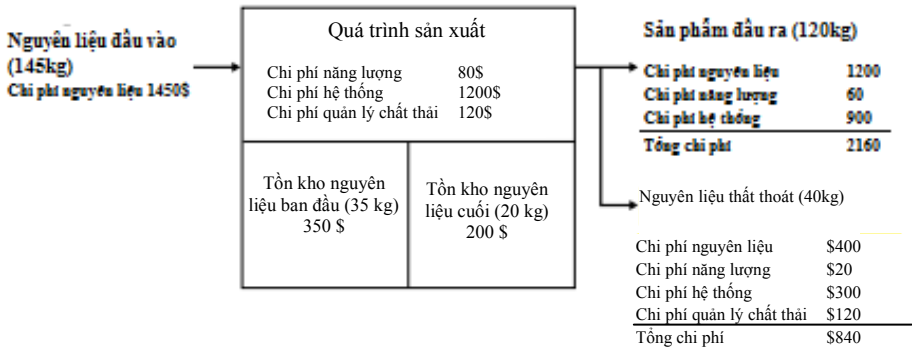 Nguyên liệu đầu vào
(145kg)
Chi phí nguyên liệu 1450$
Quá trình sản xuất
Chi phí năng lượng 80$
Chi phí hệ thống 1200$
Chi phí quản lý chất thải 120$
Tồn kho nguyên
liệu ban đầu (35 kg)
350 $
Tồn kho nguyên
liệu cuối (20 kg)
200 $
Sản phẩm đầu ra (120kg)
Chi phí nguyên liệu 1200
Chi phí năng lượng 60
Chi phí hệ thống 900
Tổng chi phí 2160
Nguyên liệu thất thoát (40kg)
Chi phí nguyên liệu $400
Chi phí năng lượng $20
Chi phí hệ thống $300
Chi phí quản lý chất thải $120
Tổng chi phí $840